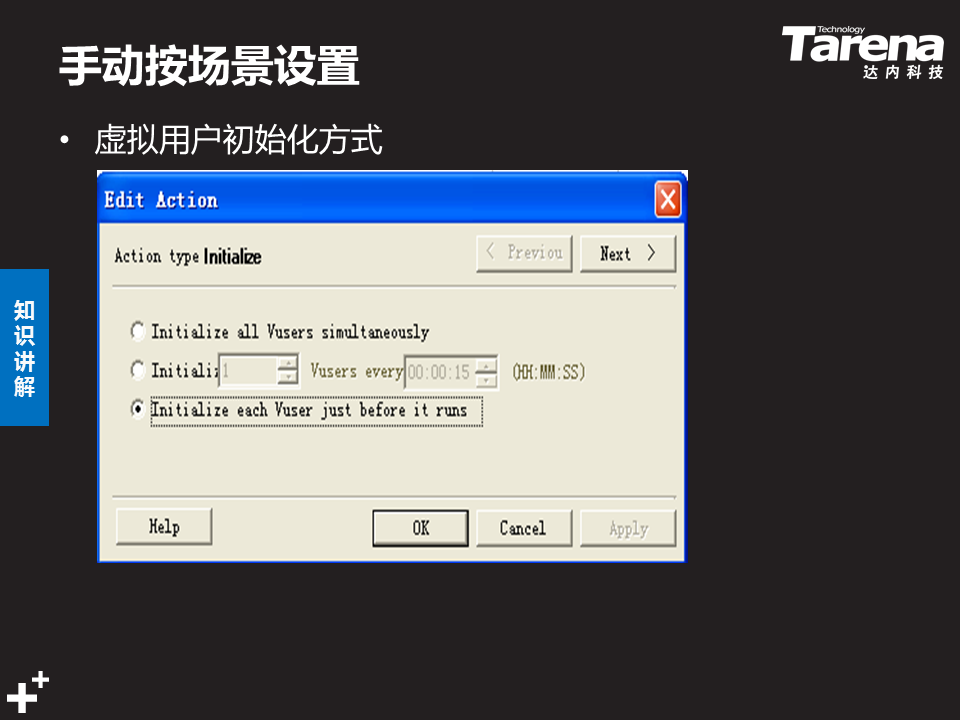 手动按场景设置
Technology
Tarena
达内科技
• 虚拟用户初始化方式
Edit Action
Action type Initialize
< Previou
Next >
Initialize all Vusers simultaneously
Initiali 1 Vusers every 00:00:15 (HH:MM:SS)
Initialize each Vuser just before it runs
Help
OK
Cancel
Apply
知识讲解